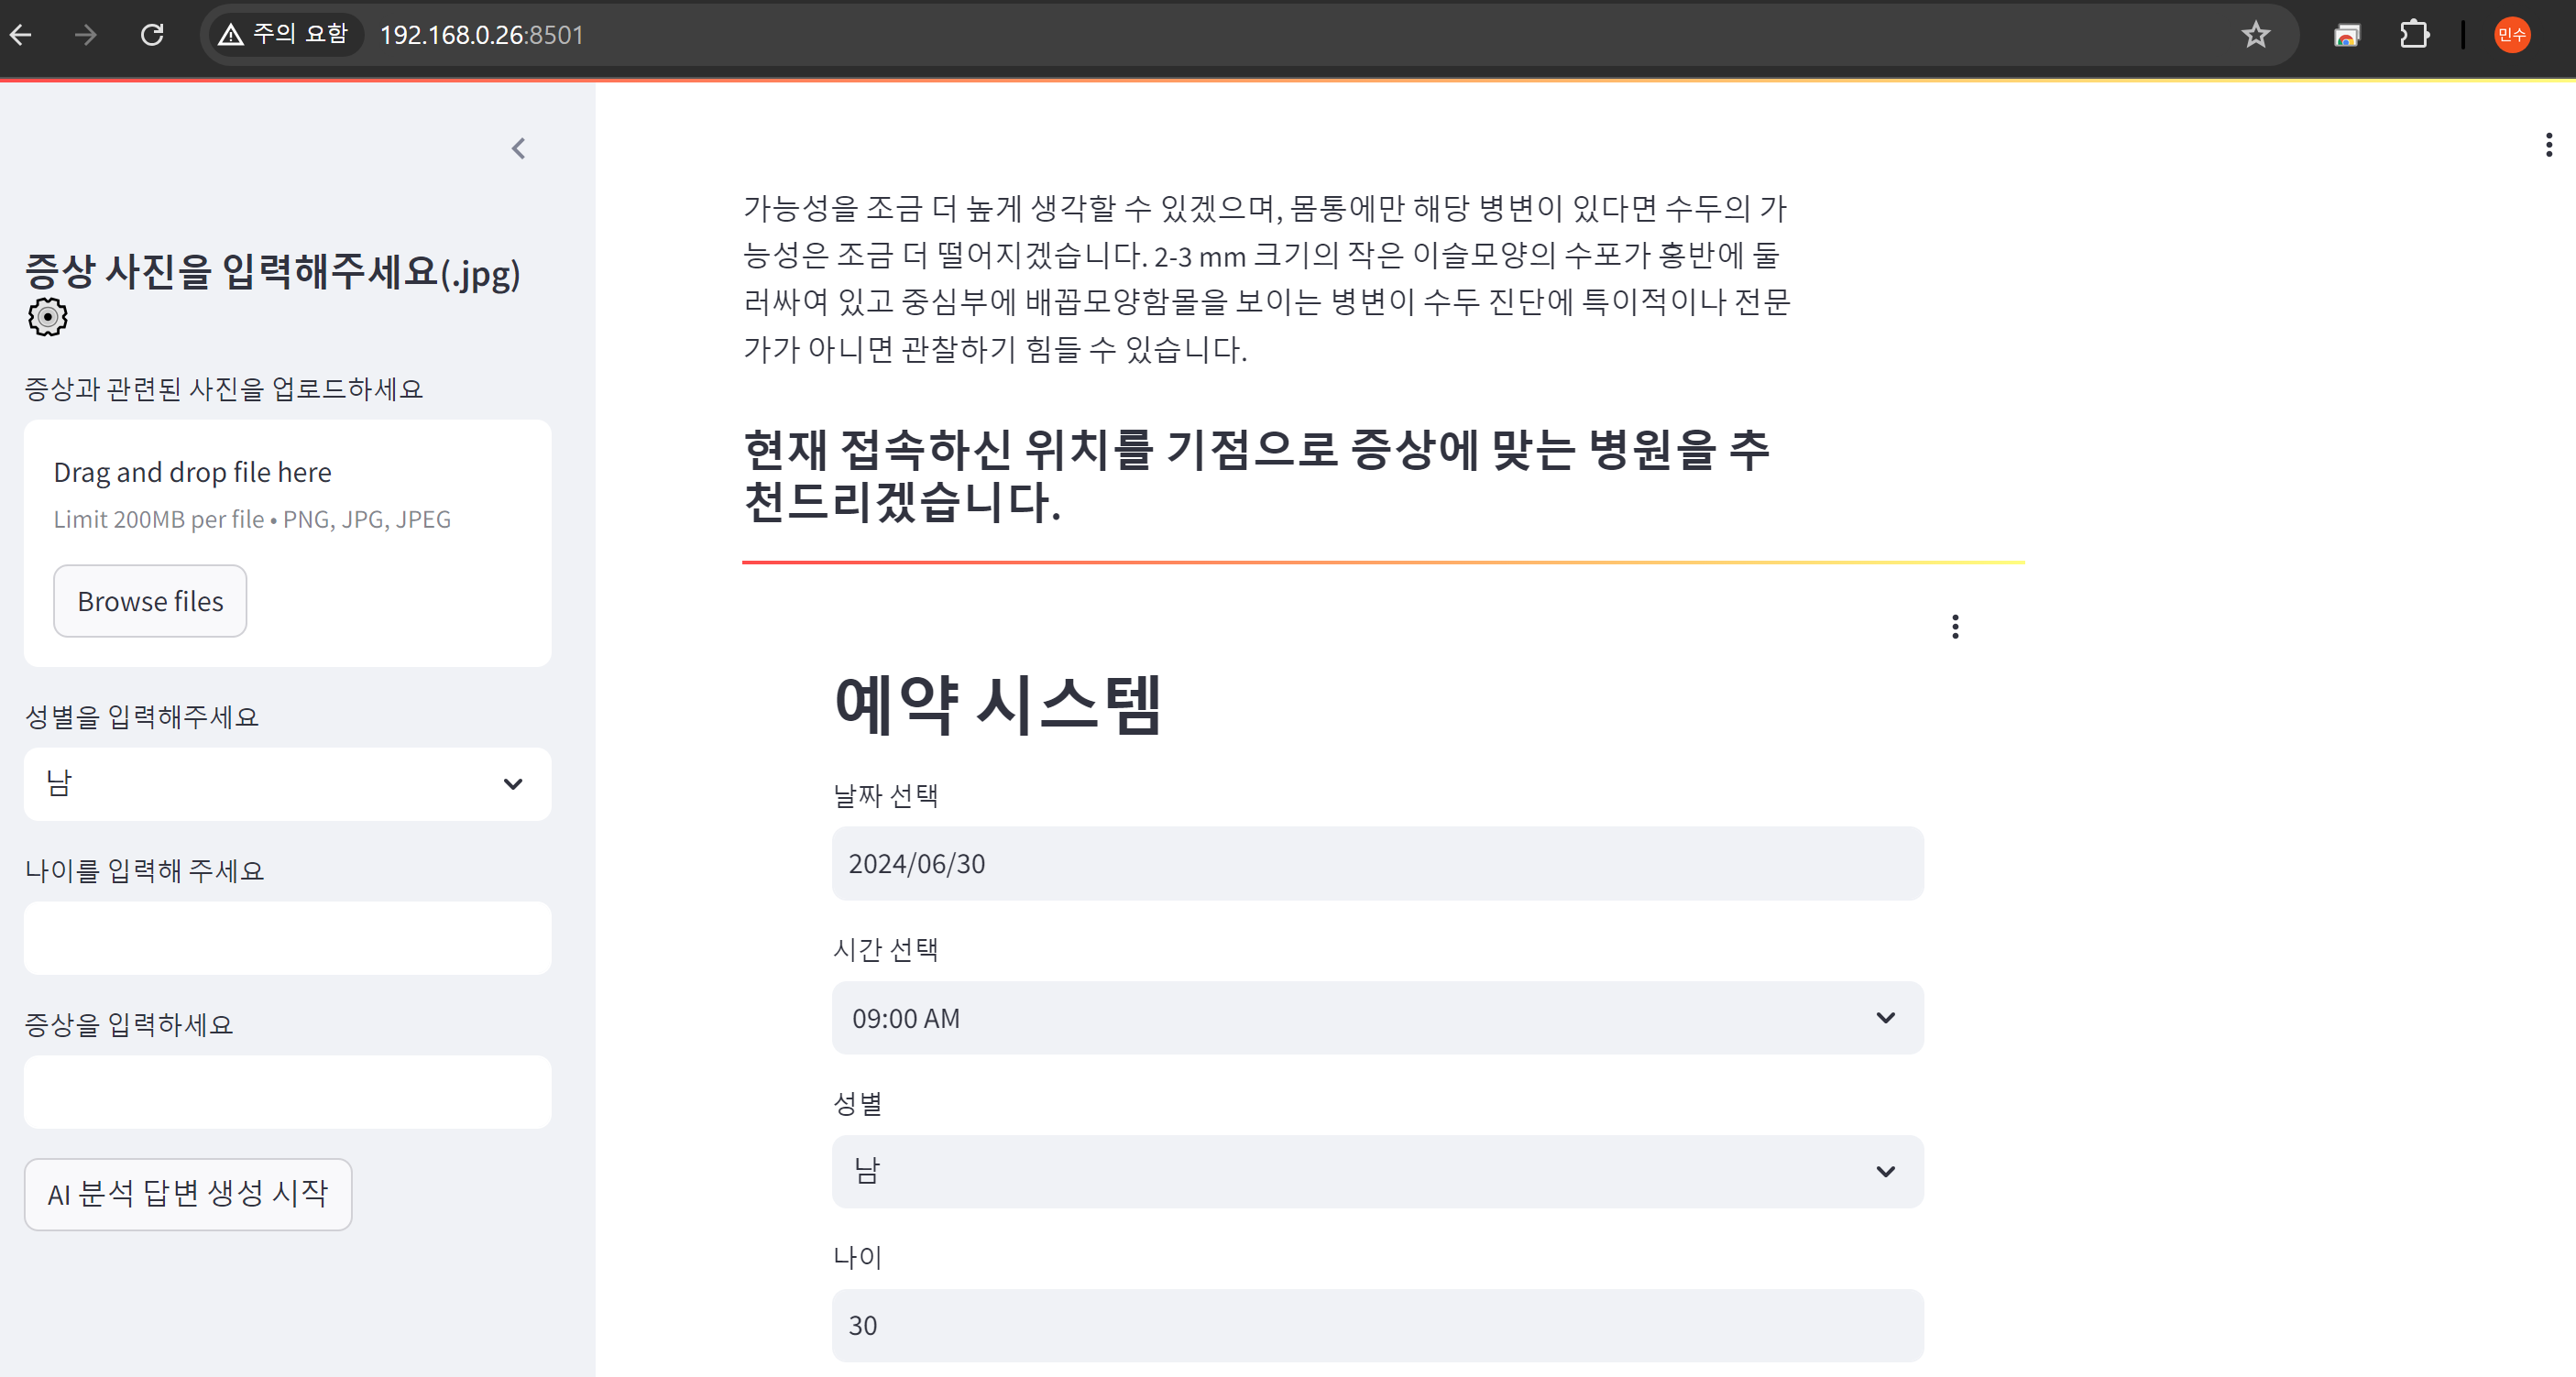 주의 요함
192.168.0.26:8501
민수
증상 사진을 입력해주세요(.jpg)
증상과 관련된 사진을 업로드하세요
Drag and drop file here
Limit 200MB per file • PNG, JPG, JPEG
Browse files
성별을 입력해주세요
남
나이를 입력해 주세요
증상을 입력하세요
AI 분석 답변 생성 시작
가능성을 조금 더 높게 생각할 수 있겠으며, 몸통에만 해당 병변이 있다면 수두의 가
능성은 조금 더 떨어지겠습니다. 2-3 mm 크기의 작은 이슬모양의 수포가 홍반에 둘
러싸여 있고 중심부에 배꼽모양함몰을 보이는 병변이 수두 진단에 특이적이나 전문
가가 아니면 관찰하기 힘들 수 있습니다.
현재 접속하신 위치를 기점으로 증상에 맞는 병원을 추
천드리겠습니다.
예약 시스템
날짜 선택
2024/06/30
시간 선택
09:00 AM
성별
남
나이
30